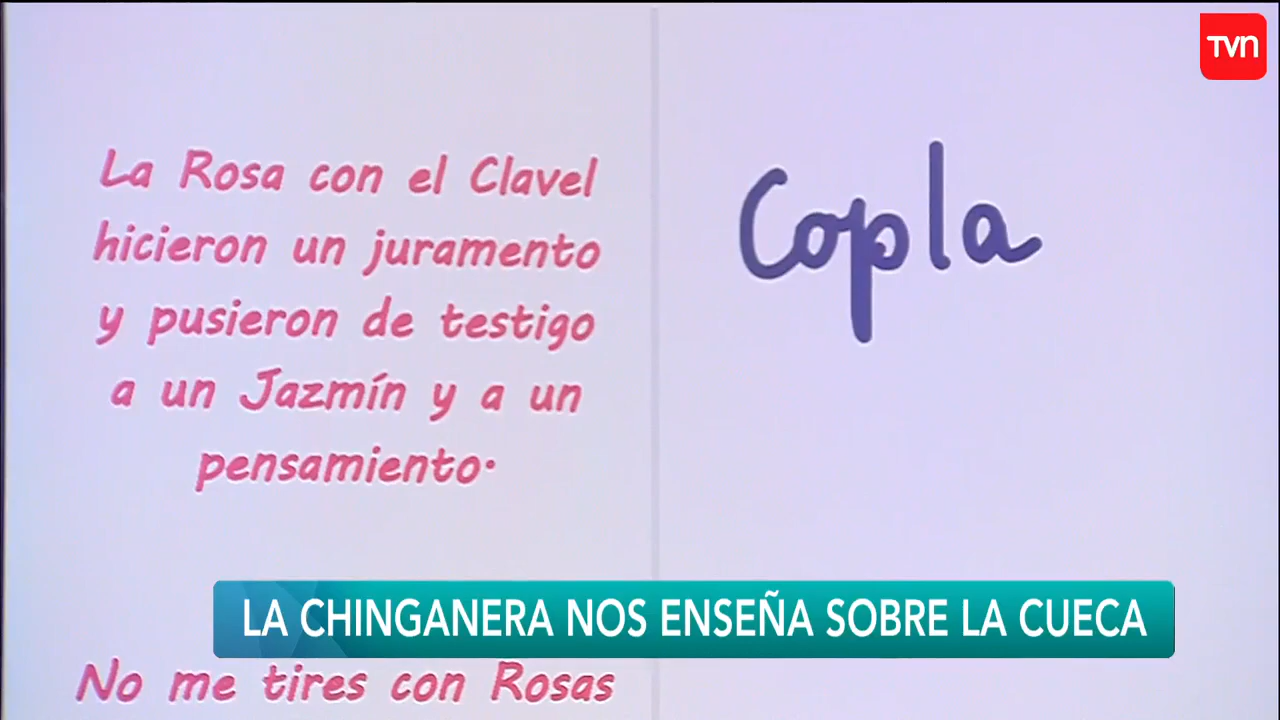 TVN
La Rosa con el Clavel
hicieron un juramento
y pusieron de testigo
a un Jazmín y a un
pensamiento.
Copla
LA CHINGANERA NOS ENSEÑA SOBRE LA CUECA
No me tires con Rosas